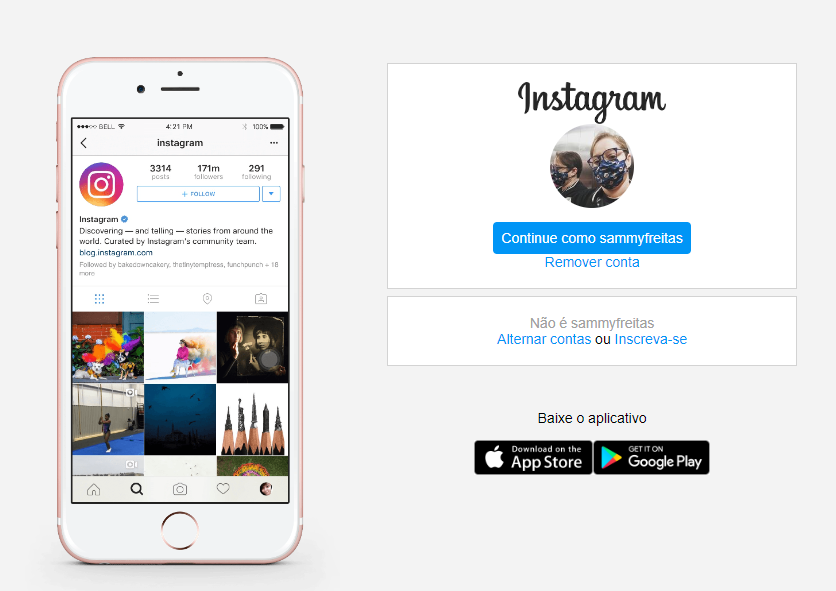 GELL 4:21 PM 100%
instagram
3314 171m 291
posts followers following
+ FOLLOW
Instagram
Discovering — and telling — stories from around the
world. Curated by Instagram's community team.
blog.instagram.com
Followed by bakedowncakery, thetinytemptress, funchpunch + 18
more
Instagram
Continue como sammyfreitas
Remover conta
Não é sammyfreitas
Alternar contas ou Inscreva-se
Baixe o aplicativo
Download on the
App Store
GET IT ON
Google Play